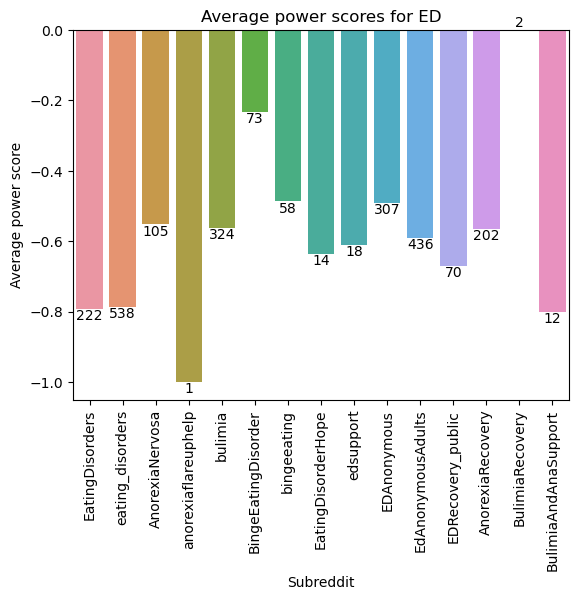 Average power scores for ED
2
0.0
−0.2
−0.4
−0.6
−0.8
−1.0
Average power score
222
538
105
1
324
73
58
14
18
307
436
70
202
12
EatingDisorders
eating_disorders
AnorexiaNervosa
anorexiaflareuphelp
bulimia
BingeEatingDisorder
bingeeating
EatingDisorderHope
edsupport
EDAnonymous
EdAnonymousAdults
EDRecovery_public
AnorexiaRecovery
BulimiaRecovery
BulimiaAndAnaSupport
Subreddit